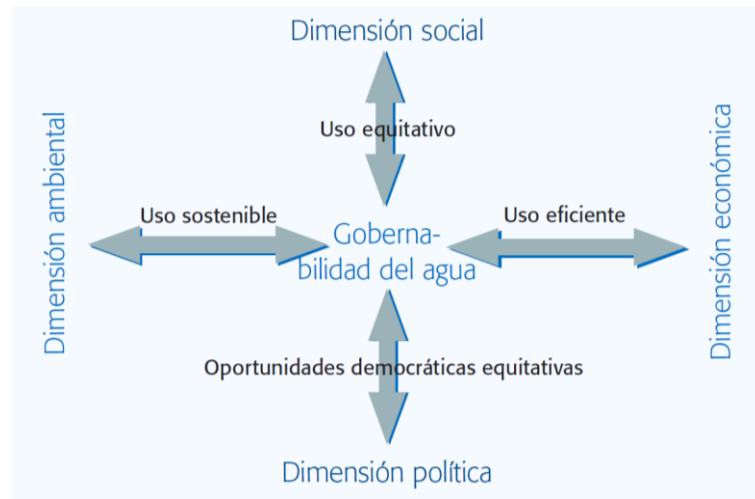 Dimensión social
Uso equitativo
Dimensión ambiental
Uso sostenible
Goberna-
bilidad del agua
Uso eficiente
Dimensión económica
Oportunidades democráticas equitativas
Dimensión política